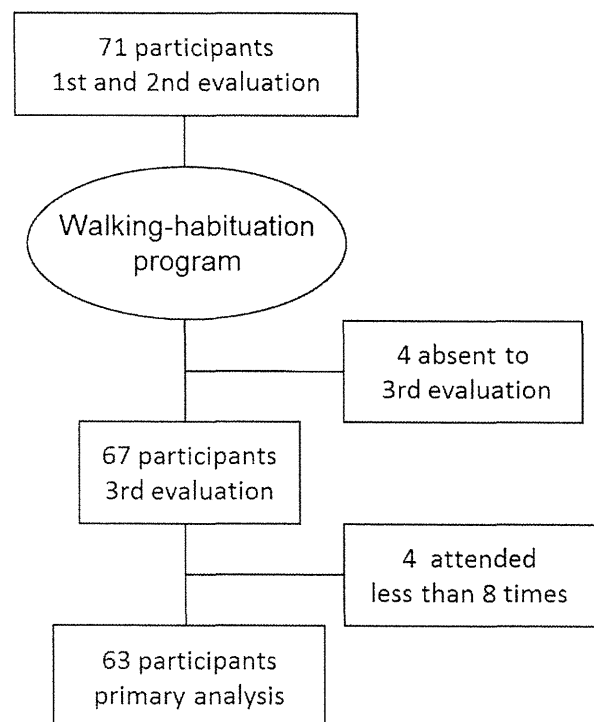 71 participants
1st and 2nd evaluation
Walking-habituation
program
4 absent to
3rd evaluation
67 participants
3rd evaluation
4 attended
less than 8 times
63 participants
primary analysis